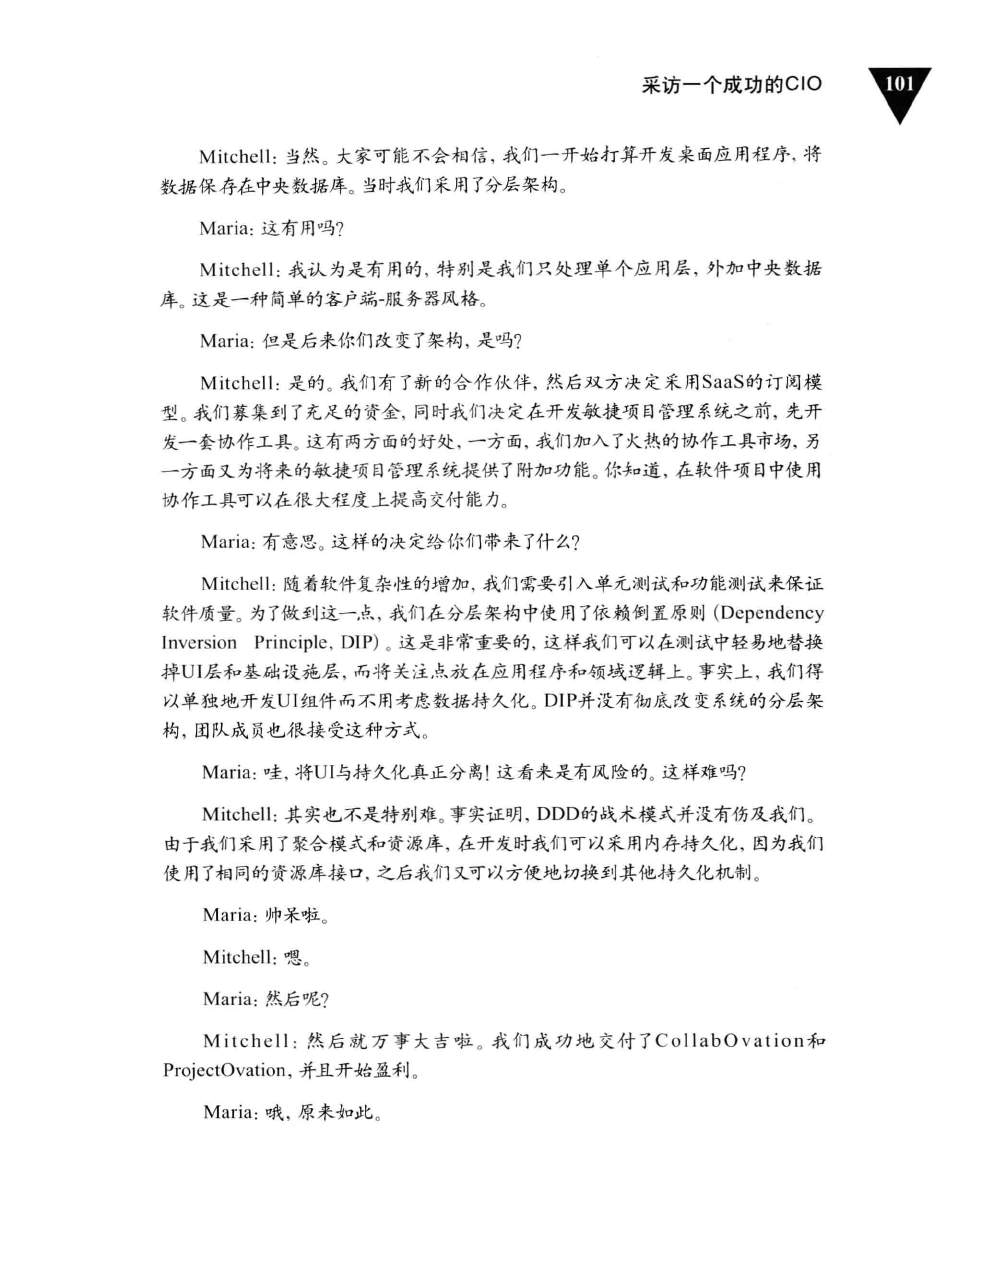 采访一个成功的CIO
101
Mitchell：当然。大家可能不会相信，我们一开始打算开发桌面应用程序，将
数据保存在中央数据库。当时我们采用了分层架构。
Maria：这有用吗？
Mitchell：我认为是有用的，特别是我们只处理单个应用层，外加中央数据
库。这是一种简单的客户端-服务器风格。
Maria：但是后来你们改变了架构，是吗？
Mitchell：是的。我们有了新的合作伙伴，然后双方决定采用SaaS的订阅模
型。我们募集到了充足的资金，同时我们决定在开发敏捷项目管理系统之前，先开
发一套协作工具。这有两方面的好处，一方面，我们加入了火热的协作工具市场，另
一方面又为将来的敏捷项目管理系统提供了附加功能。你知道，在软件项目中使用
协作工具可以在很大程度上提高交付能力。
Maria：有意思。这样的决定给你们带来了什么？
Mitchell：随着软件复杂性的增加，我们需要引入单元测试和功能测试来保证
软件质量。为了做到这一点，我们在分层架构中使用了依赖倒置原则（Dependency
Inversion Principle，DIP）。这是非常重要的，这样我们可以在测试中轻易地替换
掉UI层和基础设施层，而将关注点放在应用程序和领域逻辑上。事实上，我们得
以单独地开发UI组件而不用考虑数据持久化。DIP并没有彻底改变系统的分层架
构，团队成员也很接受这种方式。
Maria：哇，将UI与持久化真正分离！这看来是有风险的。这样难吗？
Mitchell：其实也不是特别难。事实证明，DDD的战术模式并没有伤及我们。
由于我们采用了聚合模式和资源库，在开发时我们可以采用内存持久化，因为我们
使用了相同的资源库接口，之后我们又可以方便地切换到其他持久化机制。
Maria：帅呆啦。
Mitchell：嗯。
Maria：然后呢？
Mitchell：然后就万事大吉啦。我们成功地交付了CollabOvation和
ProjectOvation，并且开始盈利。
Maria：哦，原来如此。